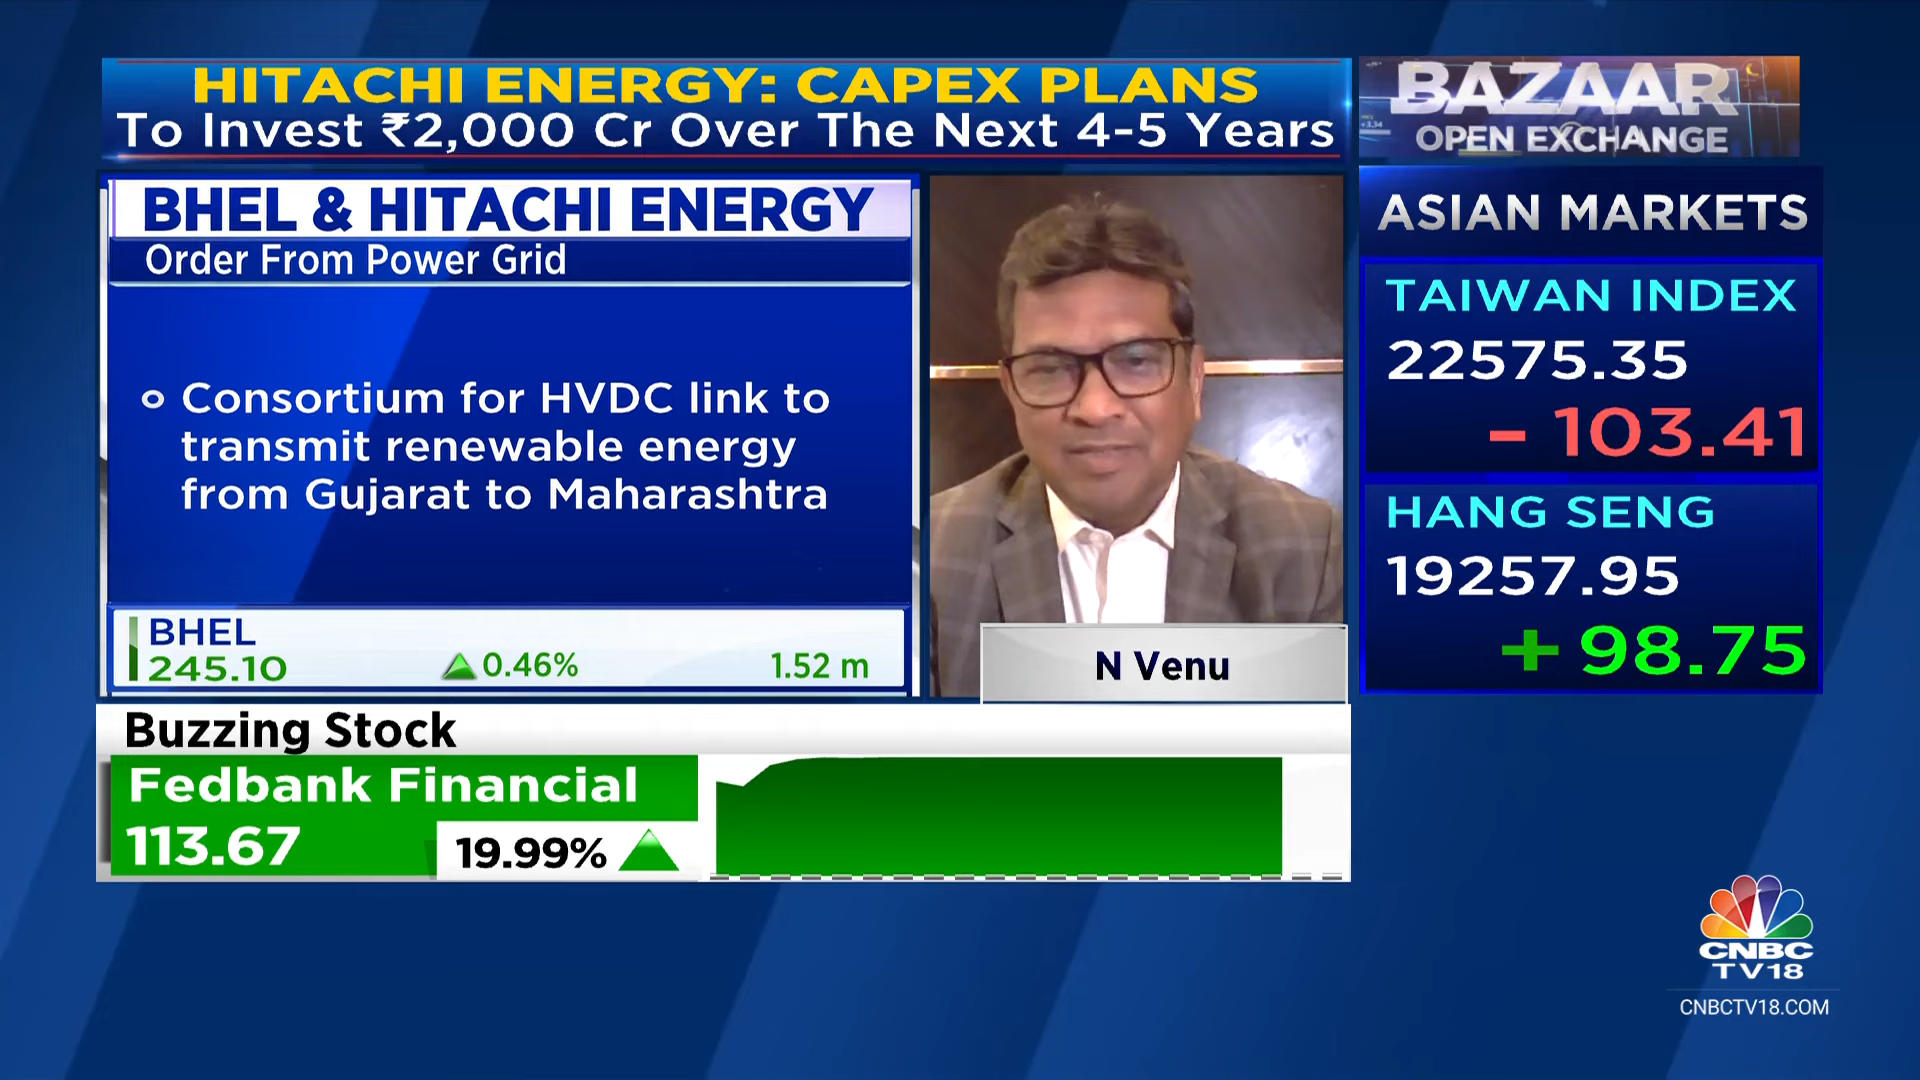 HITACHI ENERGY: CAPEX PLANS
To Invest ₹2,000 Cr Over The Next 4-5 Years
BAZAAR
OPEN EXCHANGE
BHEL & HITACHI ENERGY
Order From Power Grid
Consortium for HVDC link to
transmit renewable energy
from Gujarat to Maharashtra
BHEL
245.10 0.46% 1.52 m
N Venu
ASIAN MARKETS
TAIWAN INDEX
22575.35
- 103.41
HANG SENG
19257.95
+ 98.75
Buzzing Stock
Fedbank Financial
113.67
19.99%
CNBC
TV18
CNBCTV18.COM